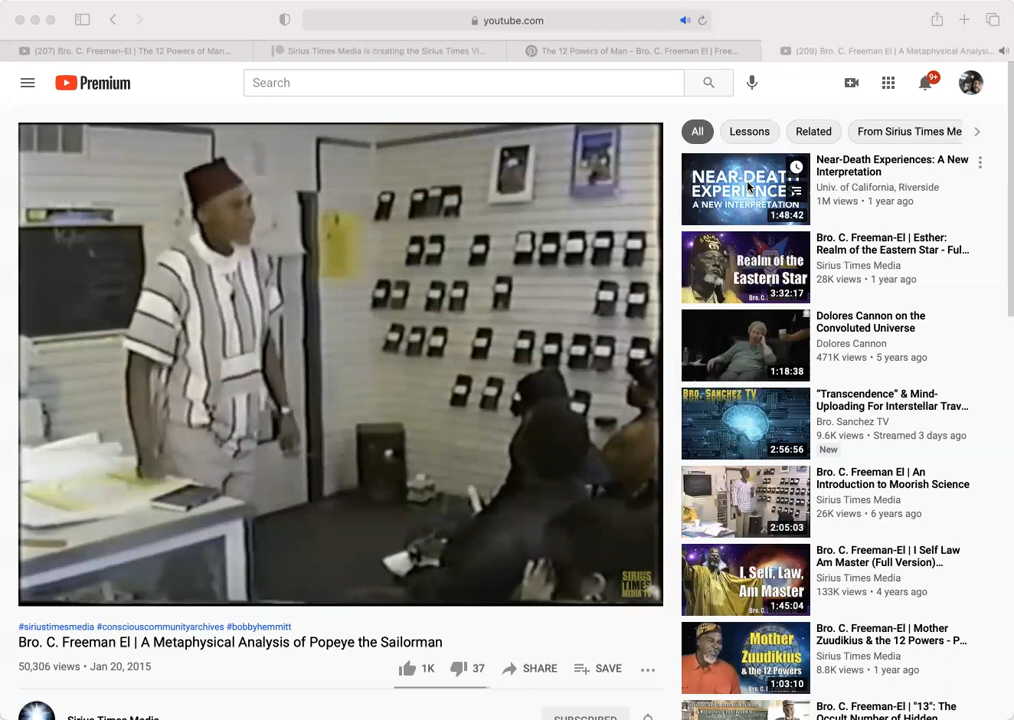 youtube.com
(207) Bro. C. Freeman-El | The 12 Powers of Man...
Sirius Times Media is creating the Sirius Times Vi...
The 12 Powers of Man - Bro. C. Freeman El | Free...
(209) Bro. C. Freeman El | A Metaphysical Analysi...
Premium
Search
9+
All
Lessons
Related
From Sirius Times Me
NEAR-DEATH
EXPERIENCES
A NEW INTERPRETATION
1:48:42
Near-Death Experiences: A New
Interpretation
Univ. of California, Riverside
1M views • 1 year ago
Realm of the
Eastern Star
Bro. C.
3:32:17
Bro. C. Freeman-El | Esther:
Realm of the Eastern Star - Ful...
Sirius Times Media
28K views • 1 year ago
1:18:38
Dolores Cannon on the
Convoluted Universe
Dolores Cannon
471K views • 5 years ago
BRO. SANCHEZ TV
2:56:56
“Transcendence” & Mind-
Uploading For Interstellar Trav...
Bro. Sanchez TV
9.6K views • Streamed 3 days ago
New
2:05:03
Bro. C. Freeman El | An
Introduction to Moorish Science
Sirius Times Media
26K views • 6 years ago
I, Self, Law,
Am Master
1:45:04
Bro. C. Freeman-El | I Self Law
Am Master (Full Version)...
Sirius Times Media
133K views • 4 years ago
Mother
Zuudikius
& the 12 Powers
1:03:10
Bro. C. Freeman-El | Mother
Zuudikius & the 12 Powers - P...
Sirius Times Media
8.8K views • 1 year ago
Bro. C. Freeman-El | "13": The
Occult Number of Hidden
SIRIUS
TIMES
MEDIA TV
#siriustimesmedia #consciouscommunityarchives #bobbyhemmitt
Bro. C. Freeman El | A Metaphysical Analysis of Popeye the Sailorman
50,306 views • Jan 20, 2015
1K
37
SHARE
SAVE
Sirius Times Media
SUBSCRIBED